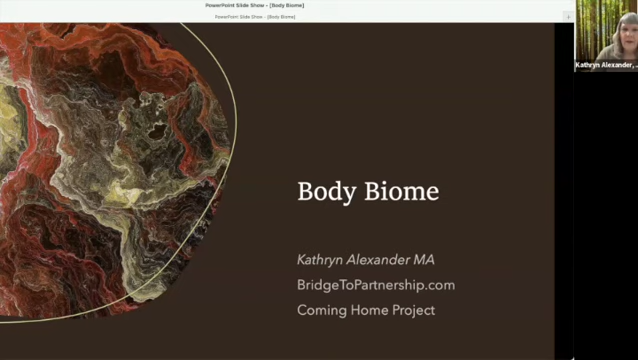 PowerPoint Slide Show - [Body Biome]
PowerPoint Slide Show - [Body Biome]
Kathryn Alexander, ...
Body Biome
Kathryn Alexander MA
BridgeToPartnership.com
Coming Home Project